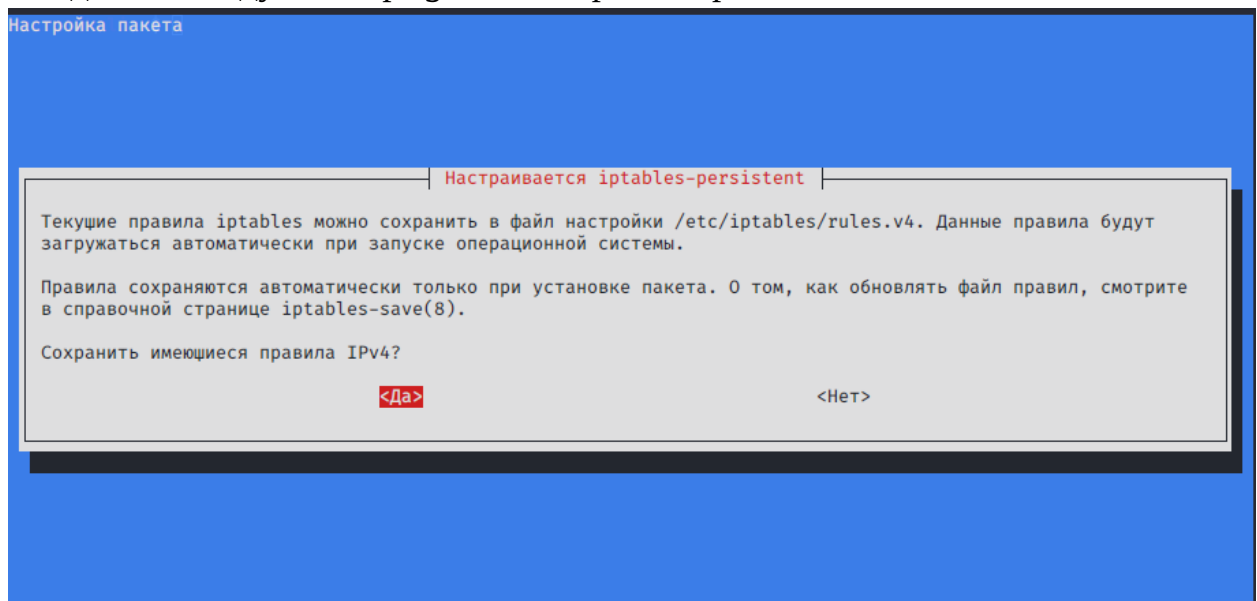 Настройка пакета
Настраивается iptables-persistent
Текущие правила iptables можно сохранить в файл настройки /etc/iptables/rules.v4. Данные правила будут
загружаться автоматически при запуске операционной системы.
Правила сохраняются автоматически только при установке пакета. О том, как обновлять файл правил, смотрите
в справочной странице iptables-save(8).
Сохранить имеющиеся правила IPv4?
<Да> <Нет>